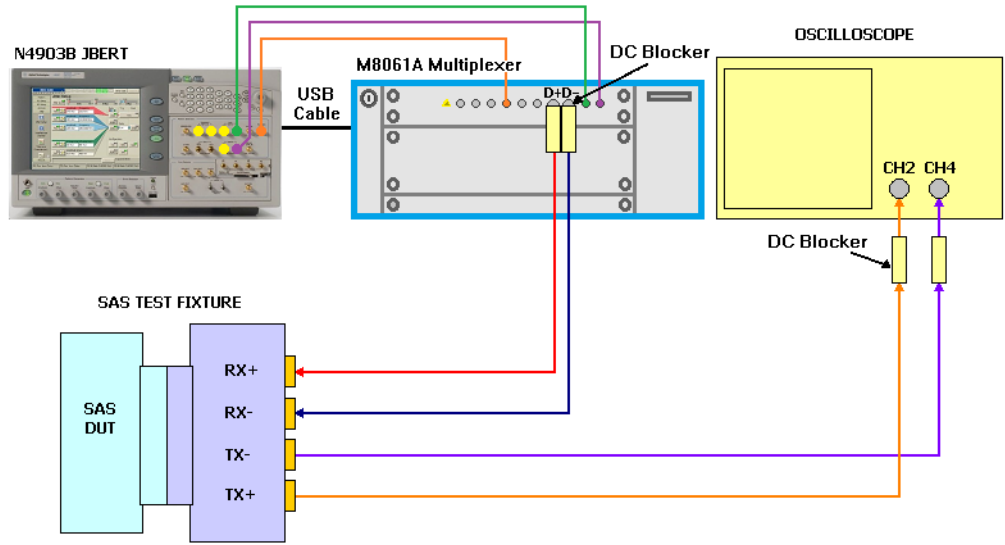 N4903B JBERT
M8061A Multiplexer
DC Blocker
OSCILLOSCOPE
USB
Cable
D+D-
CH2 CH4
DC Blocker
SAS TEST FIXTURE
SAS
DUT
RX+
RX-
TX-
TX+